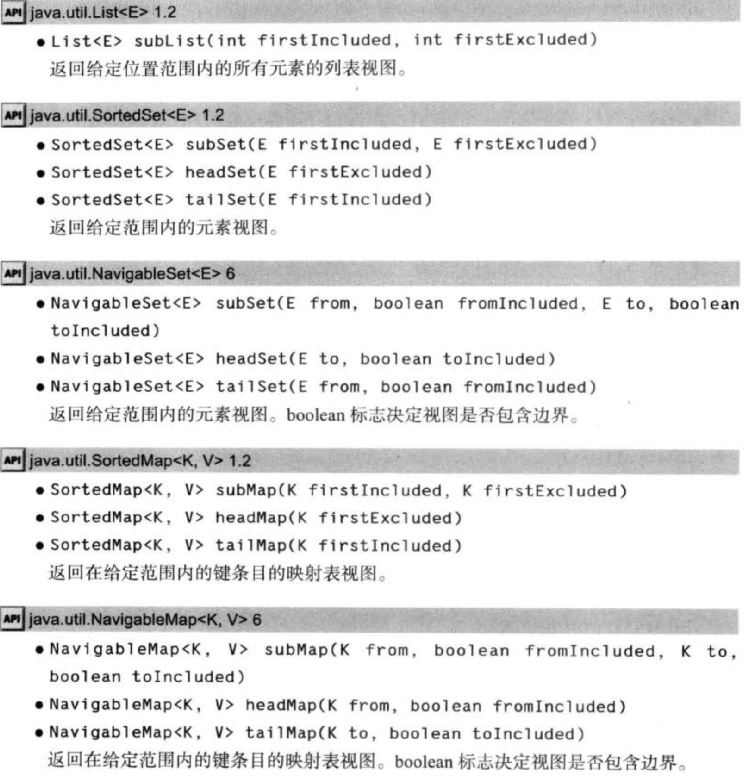 API java.util.List<E> 1.2
● List<E> subList(int firstIncluded, int firstExcluded)
返回给定位置范围内的所有元素的列表视图。
API java.util.SortedSet<E> 1.2
● SortedSet<E> subSet(E firstIncluded, E firstExcluded)
● SortedSet<E> headSet(E firstExcluded)
● SortedSet<E> tailSet(E firstIncluded)
返回给定范围内的元素视图。
API java.util.NavigableSet<E> 6
● NavigableSet<E> subSet(E from, boolean fromIncluded, E to, boolean
toIncluded)
● NavigableSet<E> headSet(E to, boolean toIncluded)
● NavigableSet<E> tailSet(E from, boolean fromIncluded)
返回给定范围内的元素视图。boolean 标志决定视图是否包含边界。
API java.util.SortedMap<K, V> 1.2
● SortedMap<K, V> subMap(K firstIncluded, K firstExcluded)
● SortedMap<K, V> headMap(K firstExcluded)
● SortedMap<K, V> tailMap(K firstIncluded)
返回在给定范围内的键条目的映射表视图。
API java.util.NavigableMap<K, V> 6
● NavigableMap<K, V> subMap(K from, boolean fromIncluded, K to,
boolean toIncluded)
● NavigableMap<K, V> headMap(K from, boolean fromIncluded)
● NavigableMap<K, V> tailMap(K to, boolean toIncluded)
返回在给定范围内的键条目的映射表视图。boolean 标志决定视图是否包含边界。